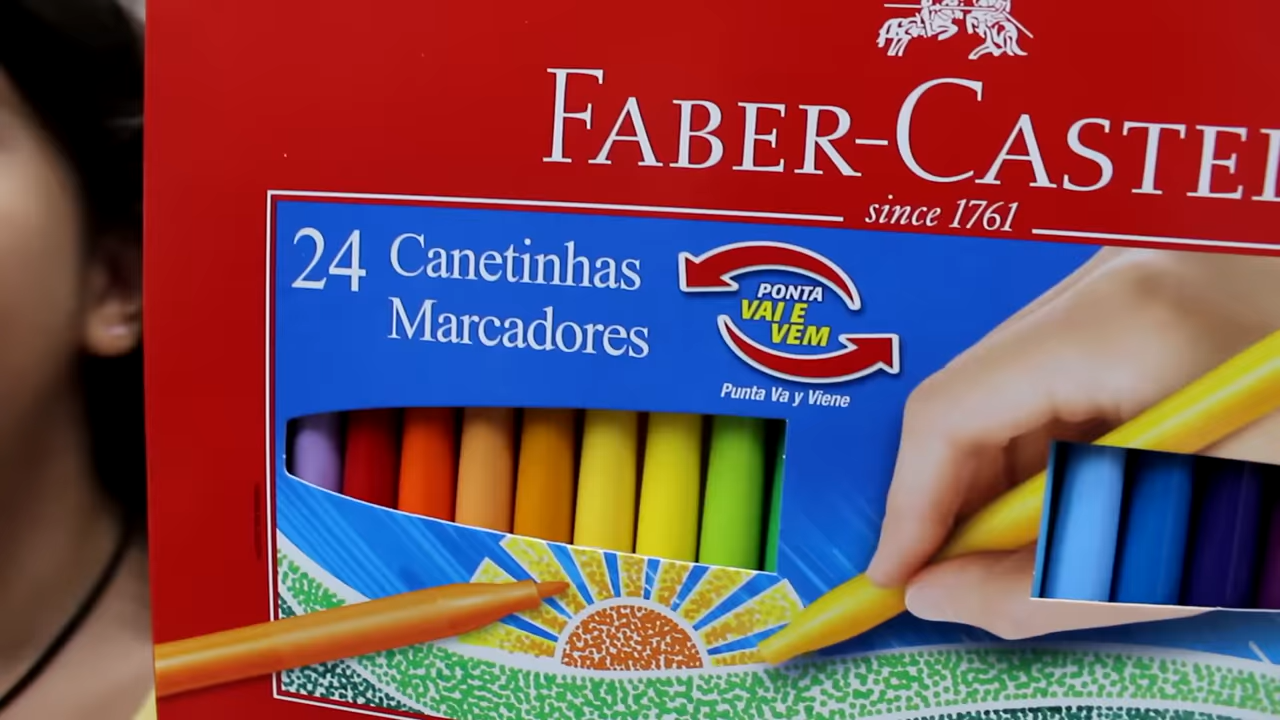 FABER-CASTEL
since 1761
24 Canetinhas
Marcadores
PONTA
VAI E
VEM
Punta Va y Viene